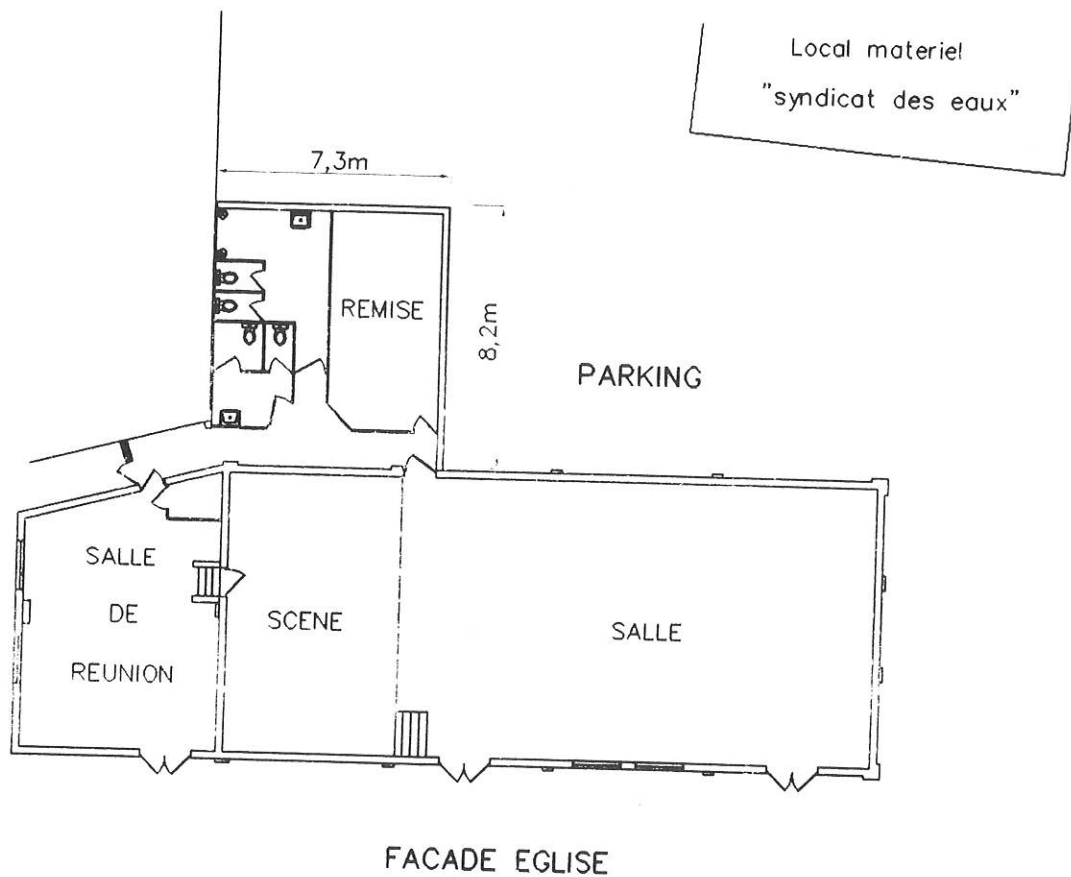 Local materiel
"syndicat des eaux"
7,3m
REMISE
8,2m
PARKING
SALLE
DE
REUNION
SCENE
SALLE
FACADE EGLISE